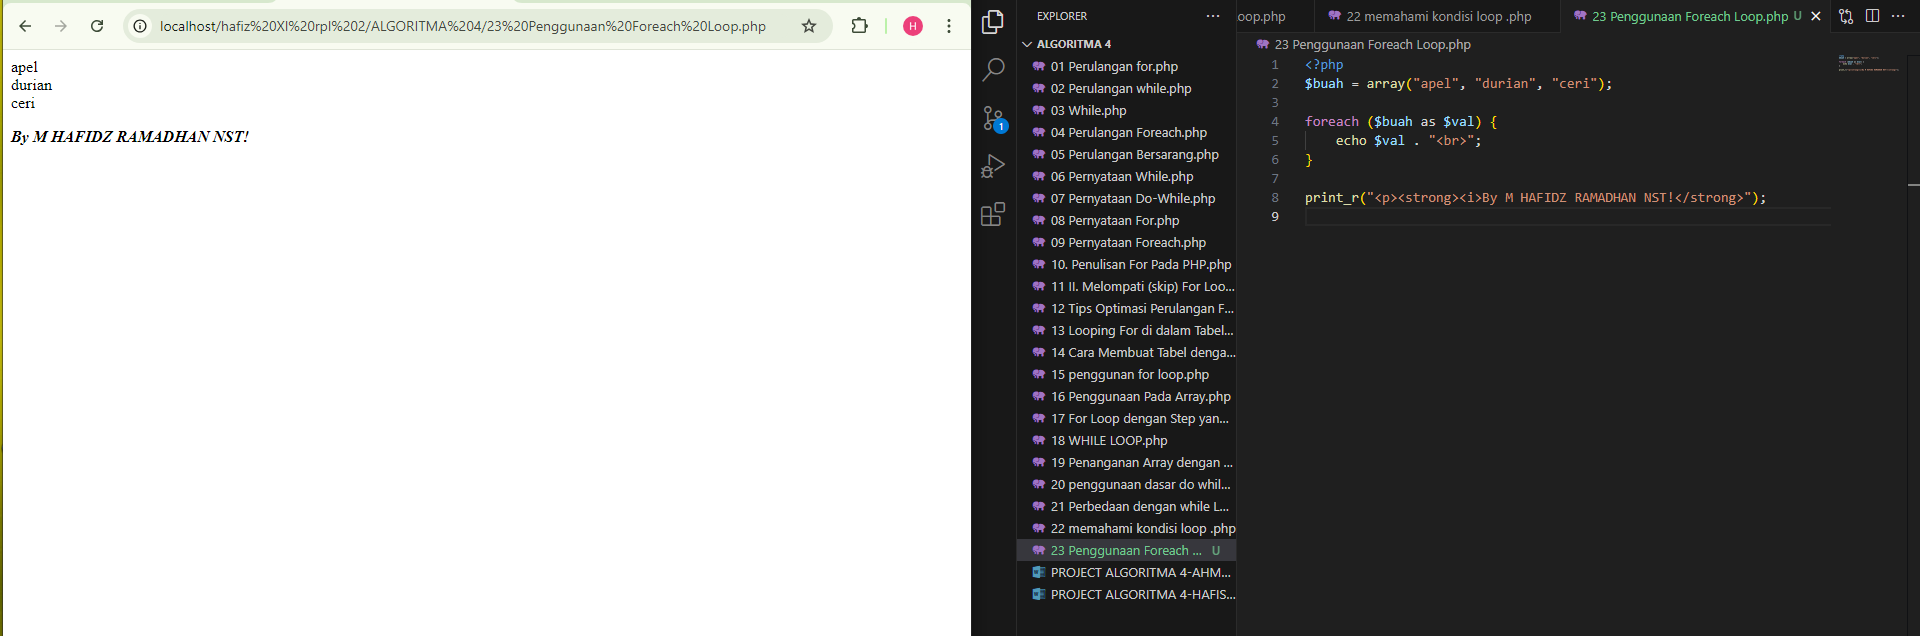 localhost/hafiz%20XI%20rpl%202/ALGORITMA%204/23%20Penggunaan%20Foreach%20Loop.php
H
apel
durian
ceri
By M HAFIDZ RAMADHAN NST!
1
EXPLORER
ALGORITMA 4
01 Perulangan for.php
02 Perulangan while.php
03 While.php
04 Perulangan Foreach.php
05 Perulangan Bersarang.php
06 Pernyataan While.php
07 Pernyataan Do-While.php
08 Pernyataan For.php
09 Pernyataan Foreach.php
10. Penulisan For Pada PHP.php
11 II. Melompati (skip) For Loo...
12 Tips Optimasi Perulangan F...
13 Looping For di dalam Tabel...
14 Cara Membuat Tabel denga...
15 penggunan for loop.php
16 Penggunaan Pada Array.php
17 For Loop dengan Step yan...
18 WHILE LOOP.php
19 Penanganan Array dengan ...
20 penggunaan dasar do whil...
21 Perbedaan dengan while L...
22 memahami kondisi loop .php
23 Penggunaan Foreach ... U
PROJECT ALGORITMA 4-AHM...
PROJECT ALGORITMA 4-HAFIS...
oop.php
22 memahami kondisi loop .php
23 Penggunaan Foreach Loop.php U
23 Penggunaan Foreach Loop.php
1 <?php
2 $buah = array("apel", "durian", "ceri");
3
4 foreach ($buah as $val) {
5 echo $val . "<br>";
6 }
7
8 print_r("<p><strong><i>By M HAFIDZ RAMADHAN NST!</strong>");
9